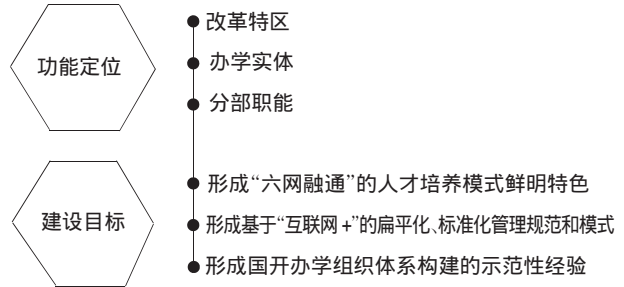 功能定位
改革特区
办学实体
分部职能
建设目标
形成“六网融通”的人才培养模式鲜明特色
形成基于“互联网+”的扁平化、标准化管理规范和模式
形成国开办学组织体系构建的示范性经验